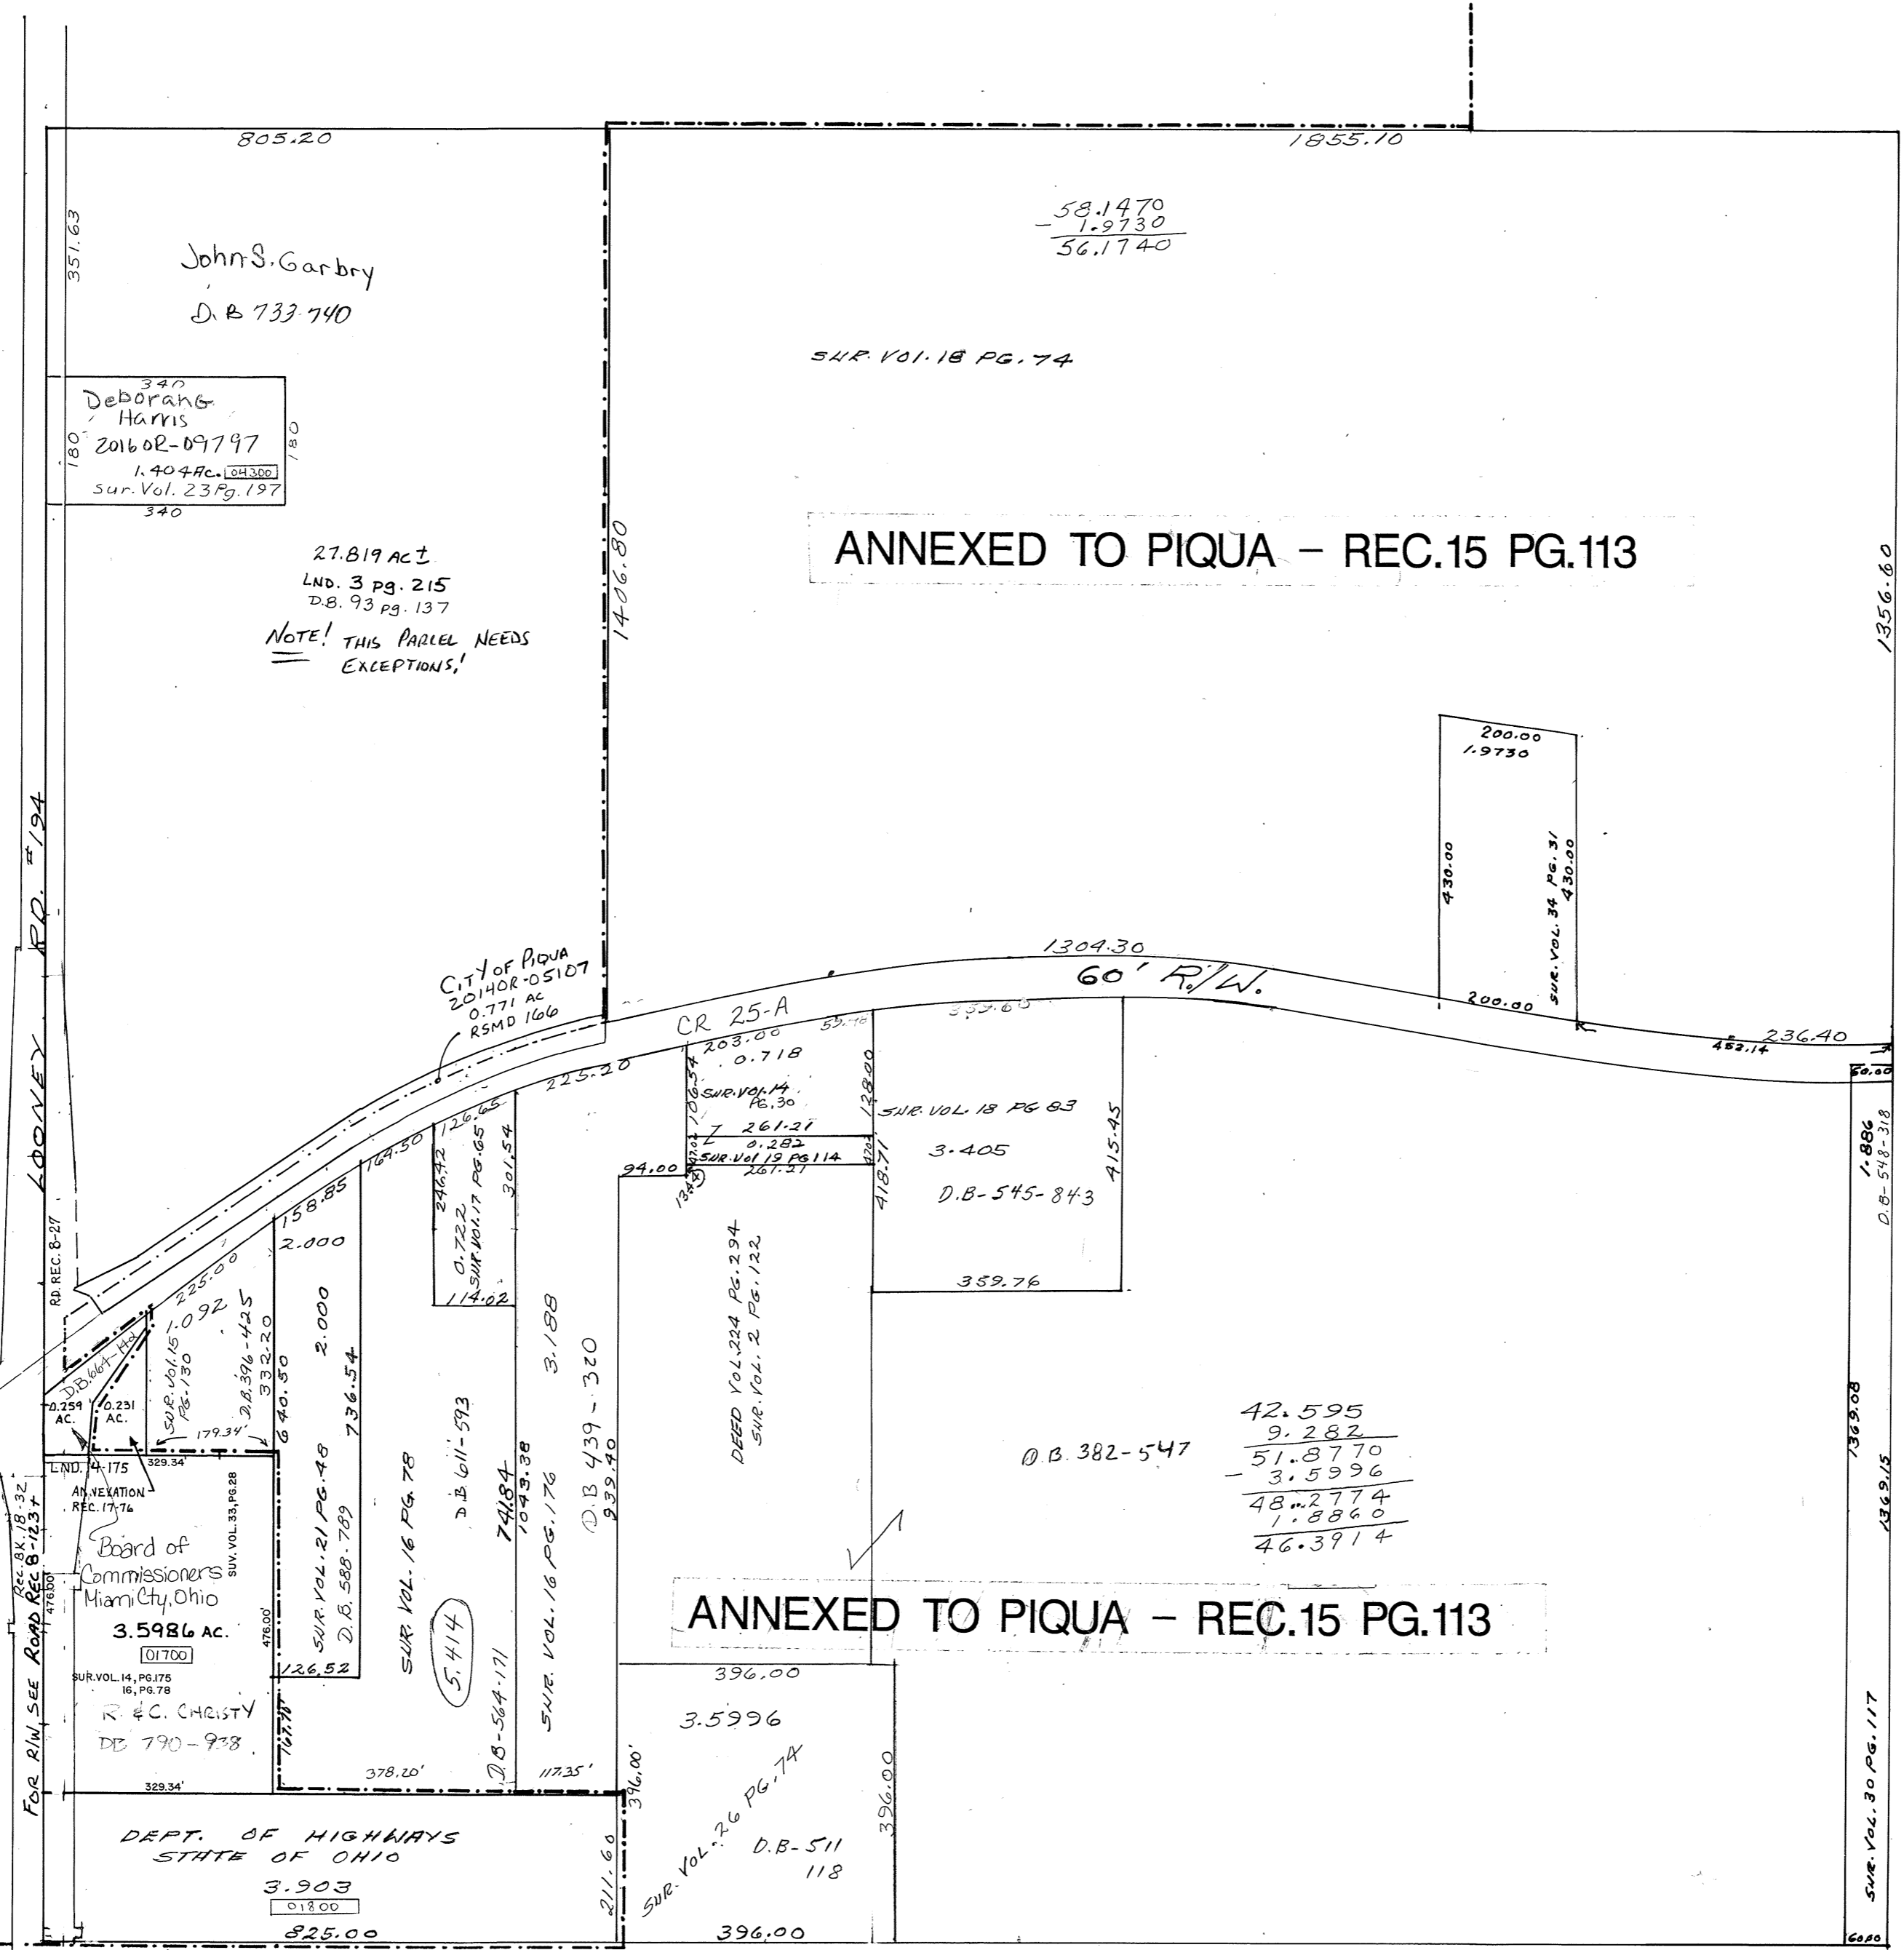 805.20
1855.10
351.63
58.1470
- 1.9730
56.1740
John S. Garbry
D.B 733-740
SUR. VOL. 18 PG. 74
340
Deborah G.
Harris
2016OR-09797
1.404Ac. 04300
Sur. Vol. 23 Pg. 197
180
180
340
27.819 AC ±
LND. 3 pg. 215
D.B. 93 pg. 137
NOTE! THIS PARCEL NEEDS
EXCEPTIONS!
1406.80
ANNEXED TO PIQUA – REC.15 PG.113
1356.60
200.00
1.9730
430.00
SUR. VOL. 34 PG. 31
430.00
200.00
LOONEY RD. #194
CITY OF PIQUA
2014OR-05107
0.771 AC
RSMD 166
1304.30
60' R./W.
CR 25-A
236.40
452.14
60.00
203.00
0.718
106.54
SUR. VOL. 14
PG. 30
128.00
Z 261.21
0.282
SUR. VOL 19 PG 114
261.21
47.02
94.00
225.20
SUR. VOL. 18 PG 83
3.405
D.B-545-843
418.71
415.45
359.76
1.886
D.B-548-318
126.65
164.50
158.85
225.00
246.42
0.722
SUR. VOL. 17 PG. 65
301.54
114.02
2.000
RD. REC. 8-27
1.092
SUR. VOL. 15
PG-130
D.B. 396-425
332.20
640.50
2.000
736.54
3.188
D.B 439-320
939.40
DEED VOL. 224 PG. 294
SUR. VOL. 2 PG. 122
D.B. 664-142
0.259
AC.
0.231
AC.
179.34'
329.34'
LND. 14-175
ANNEXATION
REC. 17-76
SUV. VOL. 33, PG. 28
SUR. VOL. 21 PG. 48
D.B. 588-789
SUR. VOL. 16 PG. 78
D.B 611-593
741.84
1043.38
SUR. VOL. 16 PG. 176
D.B. 382-547
42.595
9.282
51.8770
- 3.5996
48.2774
1.8860
46.3914
1369.08
1369.15
Rec. BK. 18-32
FOR R/W, SEE ROAD REC 8-123+
476.00'
Board of
Commissioners
Miami Cty, Ohio
3.5986 AC.
01700
SUR. VOL. 14, PG. 175
16, PG. 78
R. & C. CHRISTY
DB 790-938
476.00'
126.52
167.78'
329.34'
5.414
D.B-564-171
378.20'
117.35'
ANNEXED TO PIQUA – REC.15 PG.113
396.00
3.5996
SUR. VOL. 26 PG. 74
D.B-511
118
396.00'
396.00
396.00
211.60
DEPT. OF HIGHWAYS
STATE OF OHIO
3.903
01800
825.00
SUR. VOL. 30 PG. 117
60.00